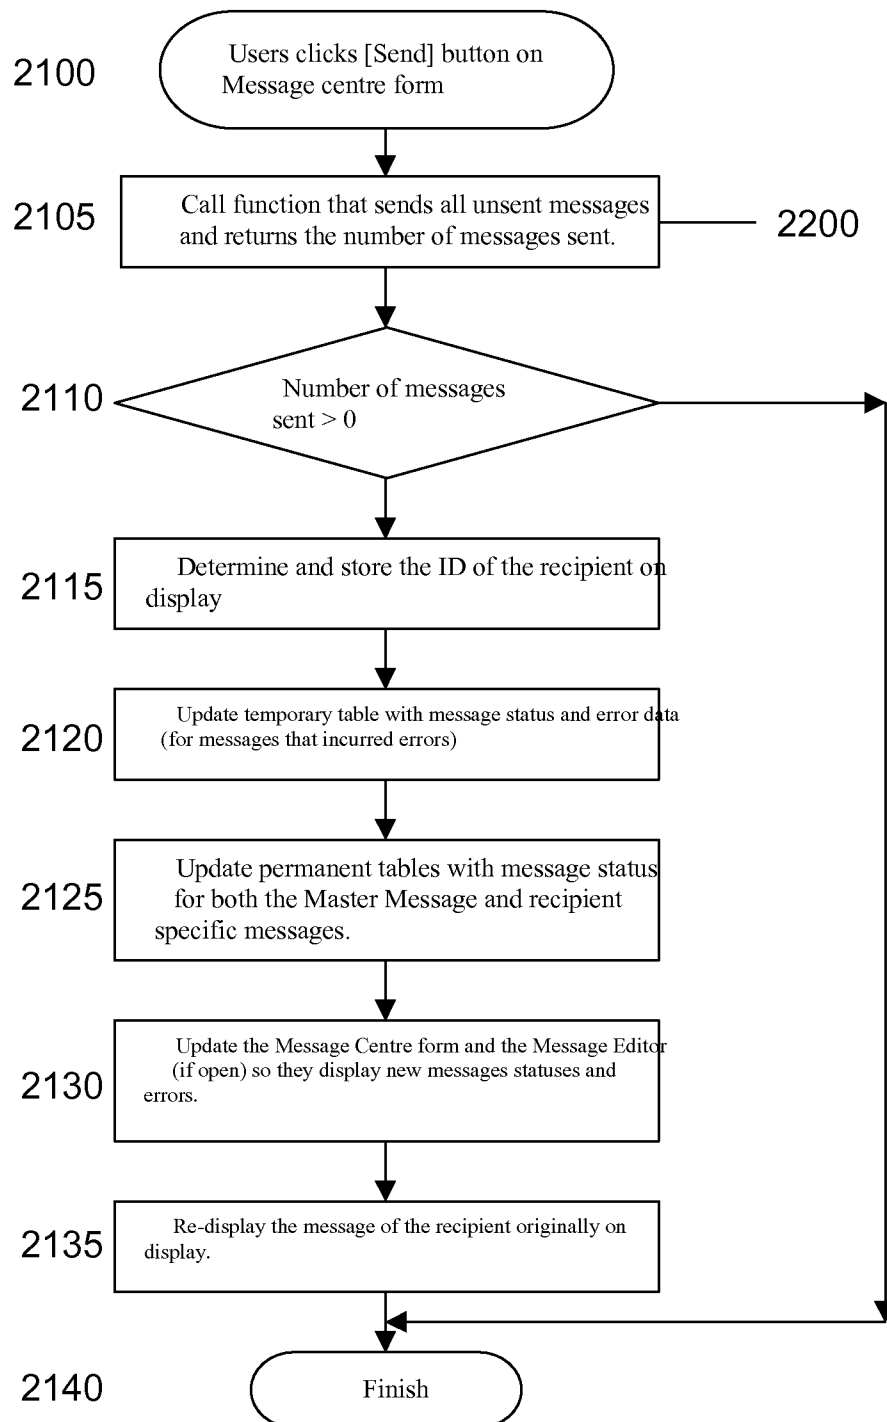 2100
Users clicks [Send] button on
Message centre form
2105
Call function that sends all unsent messages
and returns the number of messages sent.
2200
2110
Number of messages
sent > 0
2115
Determine and store the ID of the recipient on
display
2120
Update temporary table with message status and error data
(for messages that incurred errors)
2125
Update permanent tables with message status
for both the Master Message and recipient
specific messages.
2130
Update the Message Centre form and the Message Editor
(if open) so they display new messages statuses and
errors.
2135
Re-display the message of the recipient originally on
display.
2140
Finish